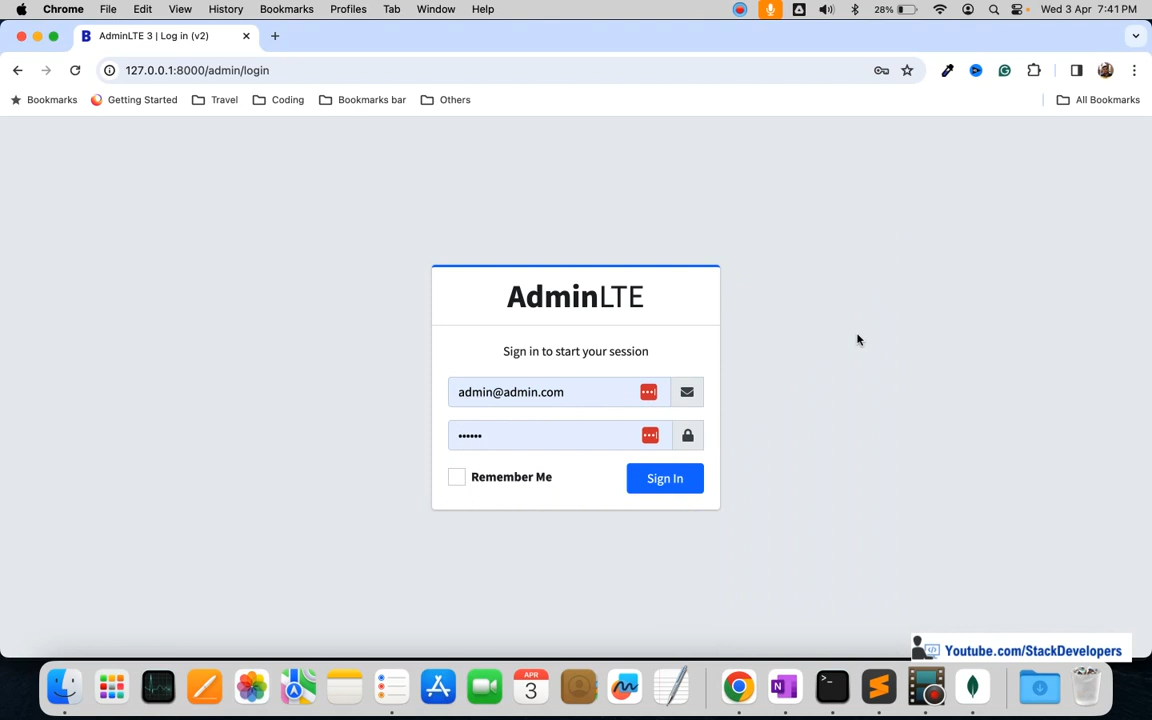 Chrome File Edit View History Bookmarks Profiles Tab Window Help 28% Wed 3 Apr 7:41 PM
AdminLTE 3 | Log in (v2)
127.0.0.1:8000/admin/login
Bookmarks Getting Started Travel Coding Bookmarks bar Others All Bookmarks
AdminLTE
Sign in to start your session
admin@admin.com
••••••
Remember Me Sign In
Youtube.com/StackDevelopers
APR
3